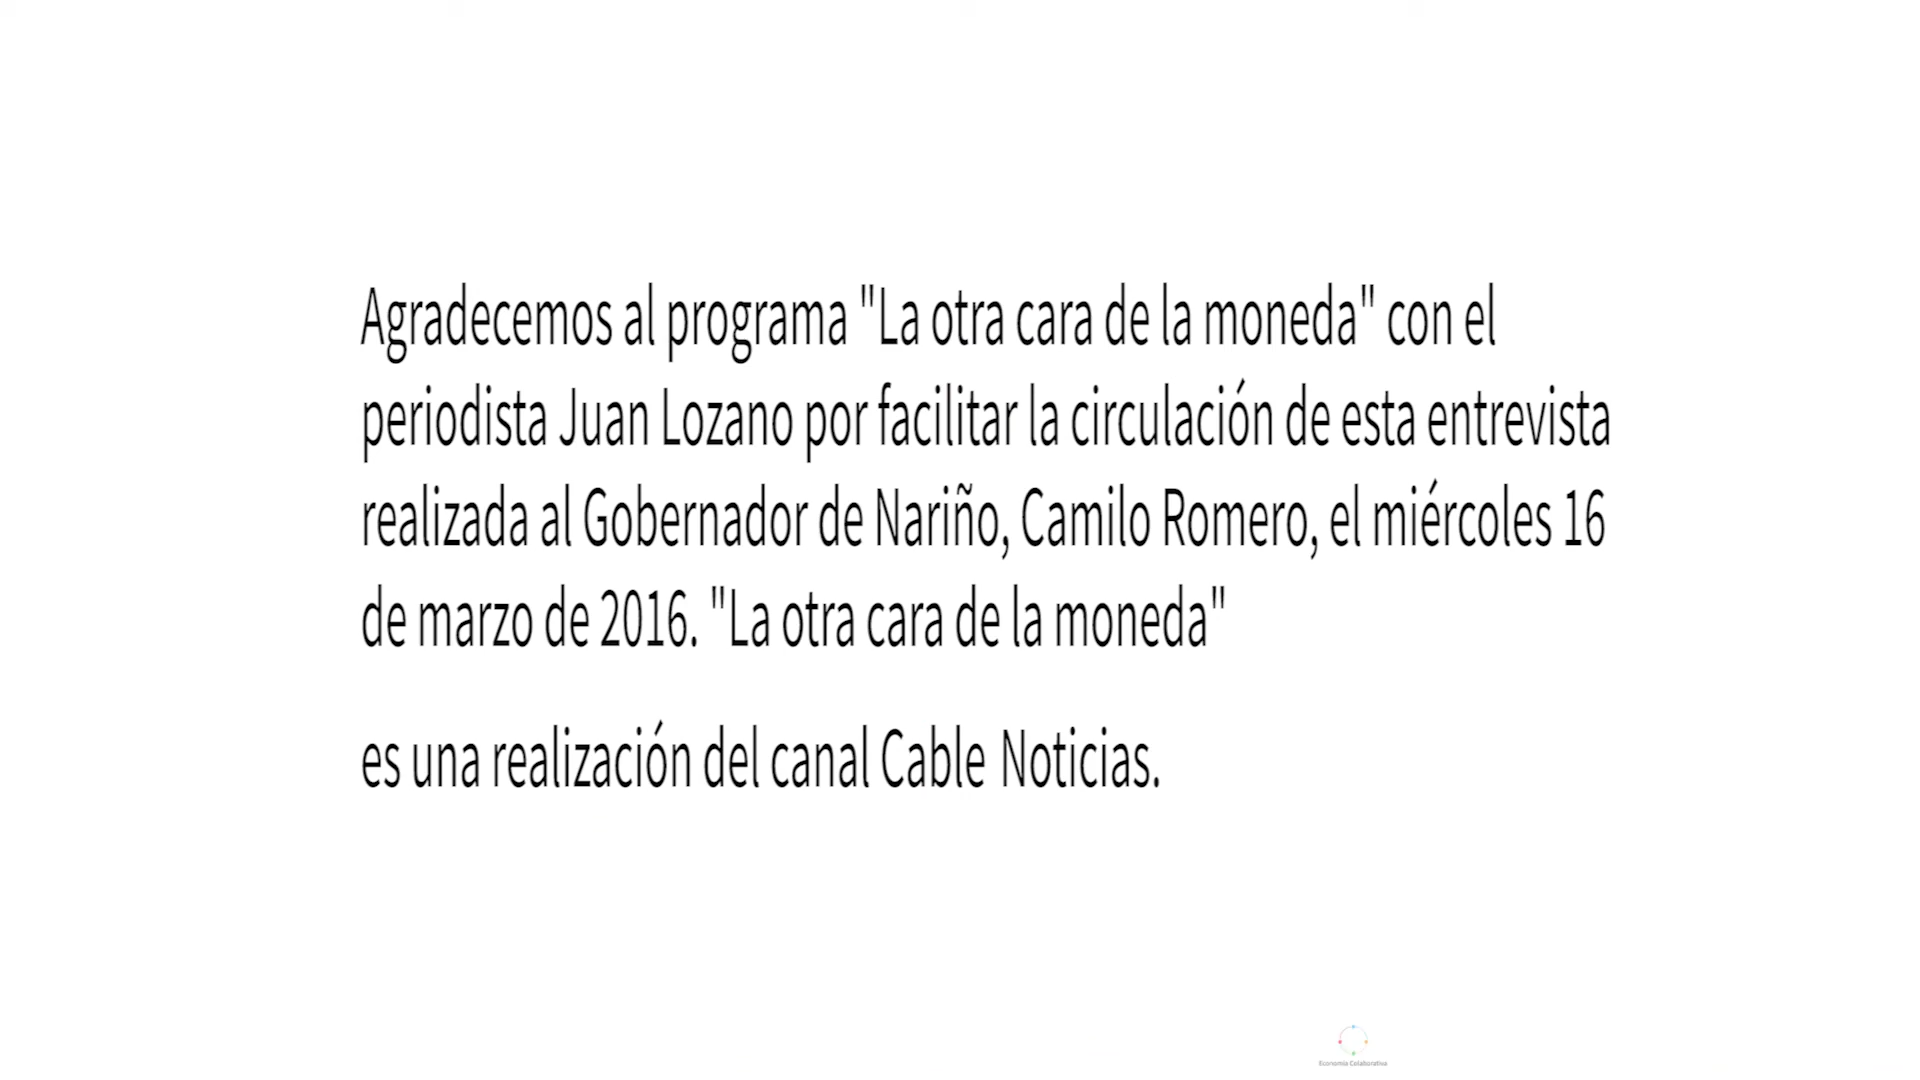 Agradecemos al programa "La otra cara de la moneda" con el
periodista Juan Lozano por facilitar la circulación de esta entrevista
realizada al Gobernador de Nariño, Camilo Romero, el miércoles 16
de marzo de 2016. "La otra cara de la moneda"
es una realización del canal Cable Noticias.
Economía Colaborativa